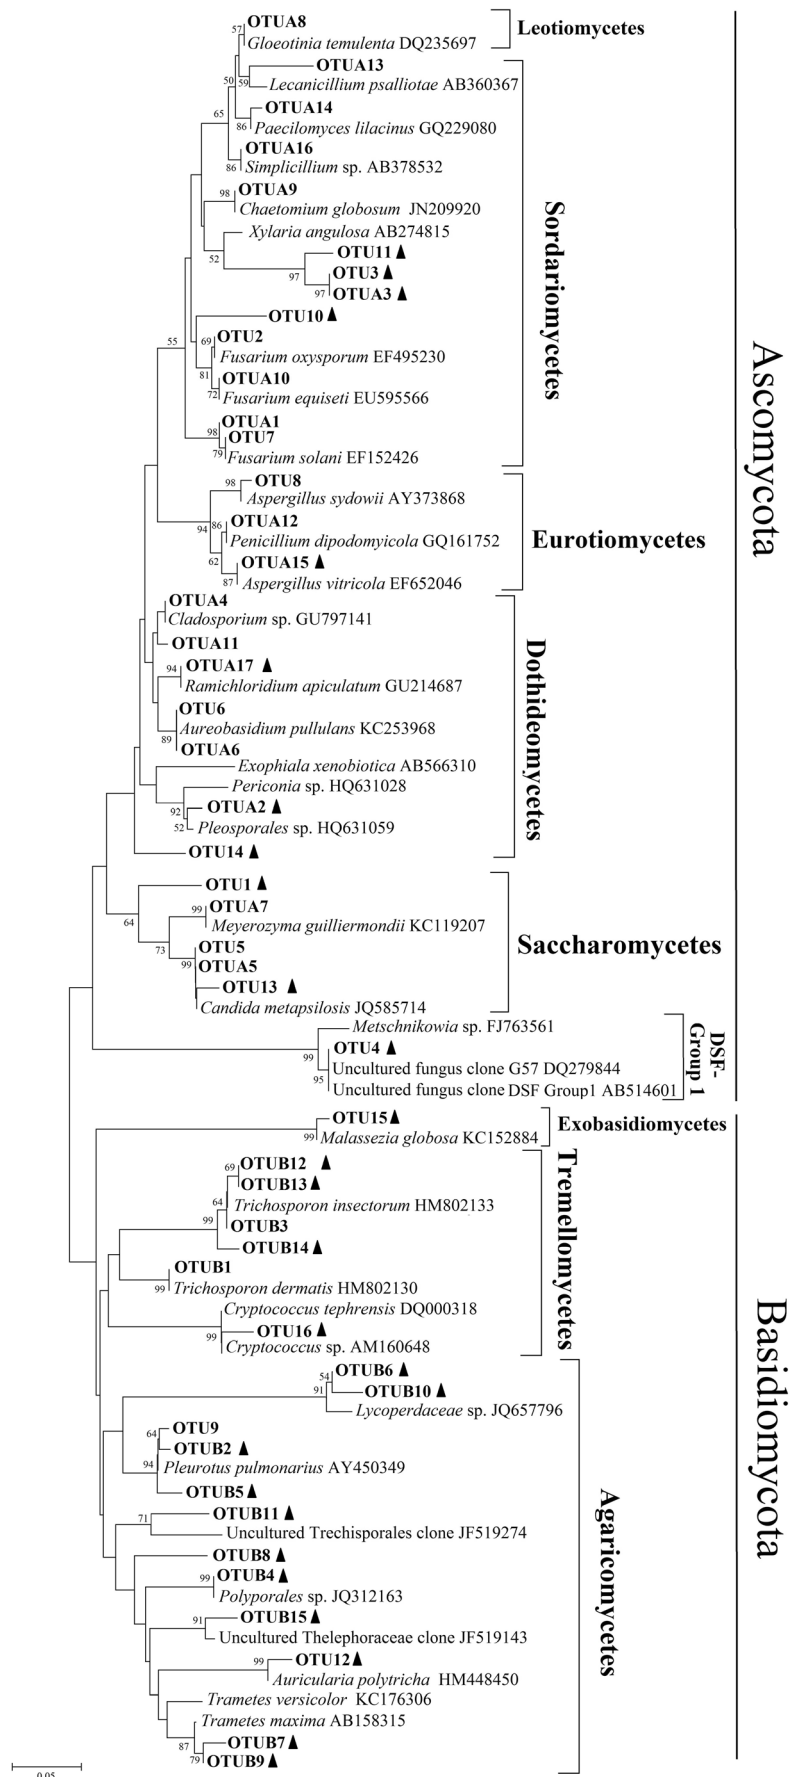 OTUA8
57
Gloeotinia temulenta DQ235697
Leotiomycetes
OTUA13
50
59
Lecanicillium psalliotae AB360367
OTUA14
65
86
Paecilomyces lilacinus GQ229080
OTUA16
86
Simplicillium sp. AB378532
98
OTUA9
Chaetomium globosum JN209920
Xylaria angulosa AB274815
52
OTU11▲
97
OTU3▲
97
OTUA3▲
OTU10▲
Sordariomycetes
55
69
OTU2
Fusarium oxysporum EF495230
81
OTUA10
72
Fusarium equiseti EU595566
OTUA1
98
OTU7
79
Fusarium solani EF152426
98
OTU8
Aspergillus sydowii AY373868
94
86
OTUA12
Penicillium dipodomyicola GQ161752
Eurotiomycetes
62
OTUA15 ▲
87
Aspergillus vitricola EF652046
Ascomycota
OTUA4
Cladosporium sp. GU797141
OTUA11
94
OTUA17 ▲
Ramichloridium apiculatum GU214687
OTU6
Aureobasidium pullulans KC253968
89
OTUA6
Exophiala xenobiotica AB566310
Periconia sp. HQ631028
92
OTUA2 ▲
52
Pleosporales sp. HQ631059
OTU14 ▲
Dothideomycetes
OTU1 ▲
64
99
OTUA7
Meyerozyma guilliermondii KC119207
73
OTU5
99
OTUA5
OTU13 ▲
Candida metapsilosis JQ585714
Saccharomycetes
Metschnikowia sp. FJ763561
99
OTU4 ▲
Uncultured fungus clone G57 DQ279844
95
Uncultured fungus clone DSF Group1 AB514601
DSF-
Group 1
OTU15▲
99
Malassezia globosa KC152884
Exobasidiomycetes
69
OTUB12 ▲
OTUB13▲
64
Trichosporon insectorum HM802133
99
OTUB3
OTUB14▲
OTUB1
99
Trichosporon dermatis HM802130
Cryptococcus tephrensis DQ000318
99
OTU16 ▲
Cryptococcus sp. AM160648
Tremellomycetes
54
OTUB6 ▲
91
OTUB10 ▲
Lycoperdaceae sp. JQ657796
64
OTU9
OTUB2 ▲
94
Pleurotus pulmonarius AY450349
OTUB5▲
71
OTUB11 ▲
Uncultured Trechisporales clone JF519274
OTUB8 ▲
99
OTUB4 ▲
Polyporales sp. JQ312163
91
OTUB15 ▲
Uncultured Thelephoraceae clone JF519143
99
OTU12▲
Auricularia polytricha HM448450
Trametes versicolor KC176306
Trametes maxima AB158315
87
OTUB7▲
79
OTUB9▲
Agaricomycetes
Basidiomycota
0.05